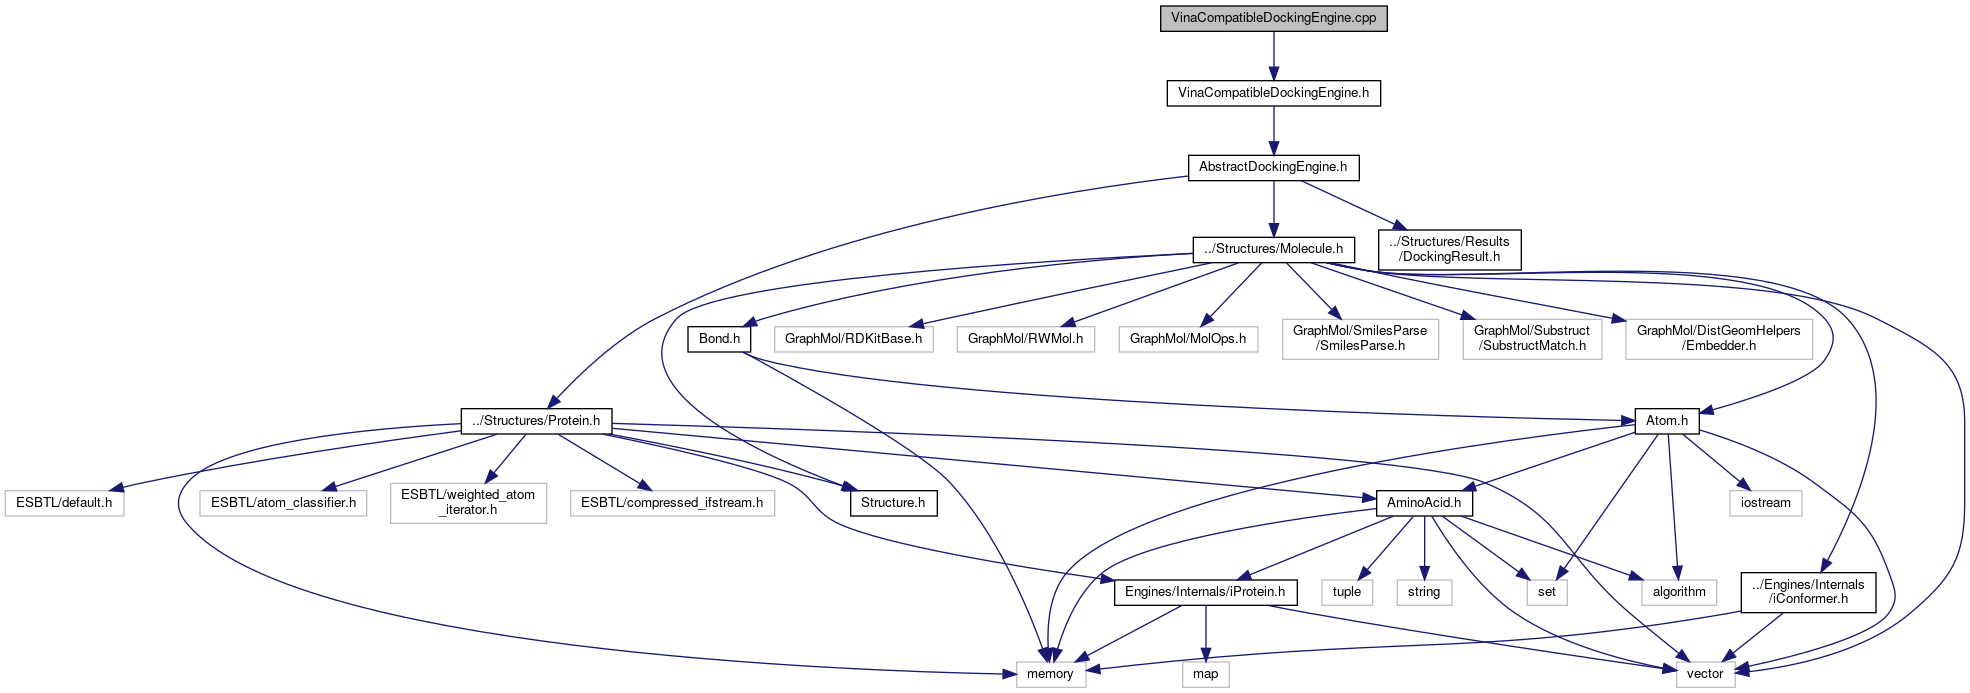 VinaCompatibleDockingEngine.cpp
VinaCompatibleDockingEngine.h
AbstractDockingEngine.h
../Structures/Molecule.h
../Structures/Results
/DockingResult.h
Bond.h
GraphMol/RDKitBase.h
GraphMol/RWMol.h
GraphMol/MolOps.h
GraphMol/SmilesParse
/SmilesParse.h
GraphMol/Substruct
/SubstructMatch.h
GraphMol/DistGeomHelpers
/Embedder.h
../Structures/Protein.h
Atom.h
ESBTL/default.h
ESBTL/atom_classifier.h
ESBTL/weighted_atom
_iterator.h
ESBTL/compressed_ifstream.h
Structure.h
AminoAcid.h
iostream
Engines/Internals/iProtein.h
tuple
string
set
algorithm
../Engines/Internals
/iConformer.h
memory
map
vector